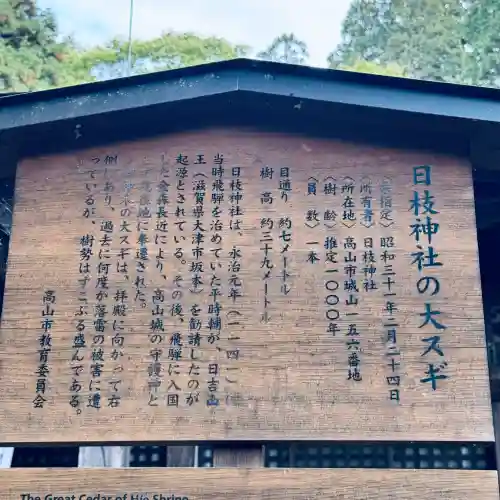 日枝神社の大スギ
指定〉 昭和三十一年二月二十四日
〈所有者〉 日枝神社
〈所在地〉 高山市城山一五六番地
〈樹 齢〉 推定一〇〇〇年
〈員 数〉 一本
目通り 約七メートル
樹 高 約三十九メートル
日枝神社は、永治元年（一一四一）
当時飛騨を治めていた平時輔が、日吉山
王（滋賀県大津市坂本）を勧請したのが
起源とされている。その後、飛騨に入国
した金森長近により、高山城の守護神と
地に奉遷された。
の大スギは、拝殿に向かって右
側にあり、過去に何度か落雷の被害に遭
っているが、樹勢はすこぶる盛んである。
高山市教育委員会
The Great Cedar of Hie Shrine